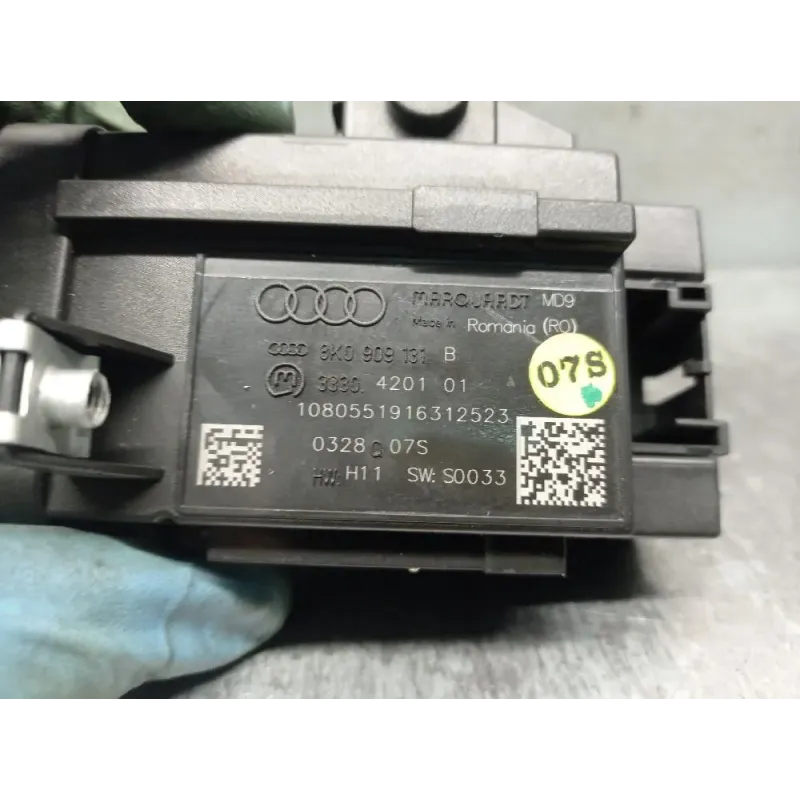 MARQUARDT MD9
Made in Romania (RO)
8K0 909 131 B
07S
M 3330. 4201 01
1080551916312523
0328 C 07S
HW: H11 SW: S0033